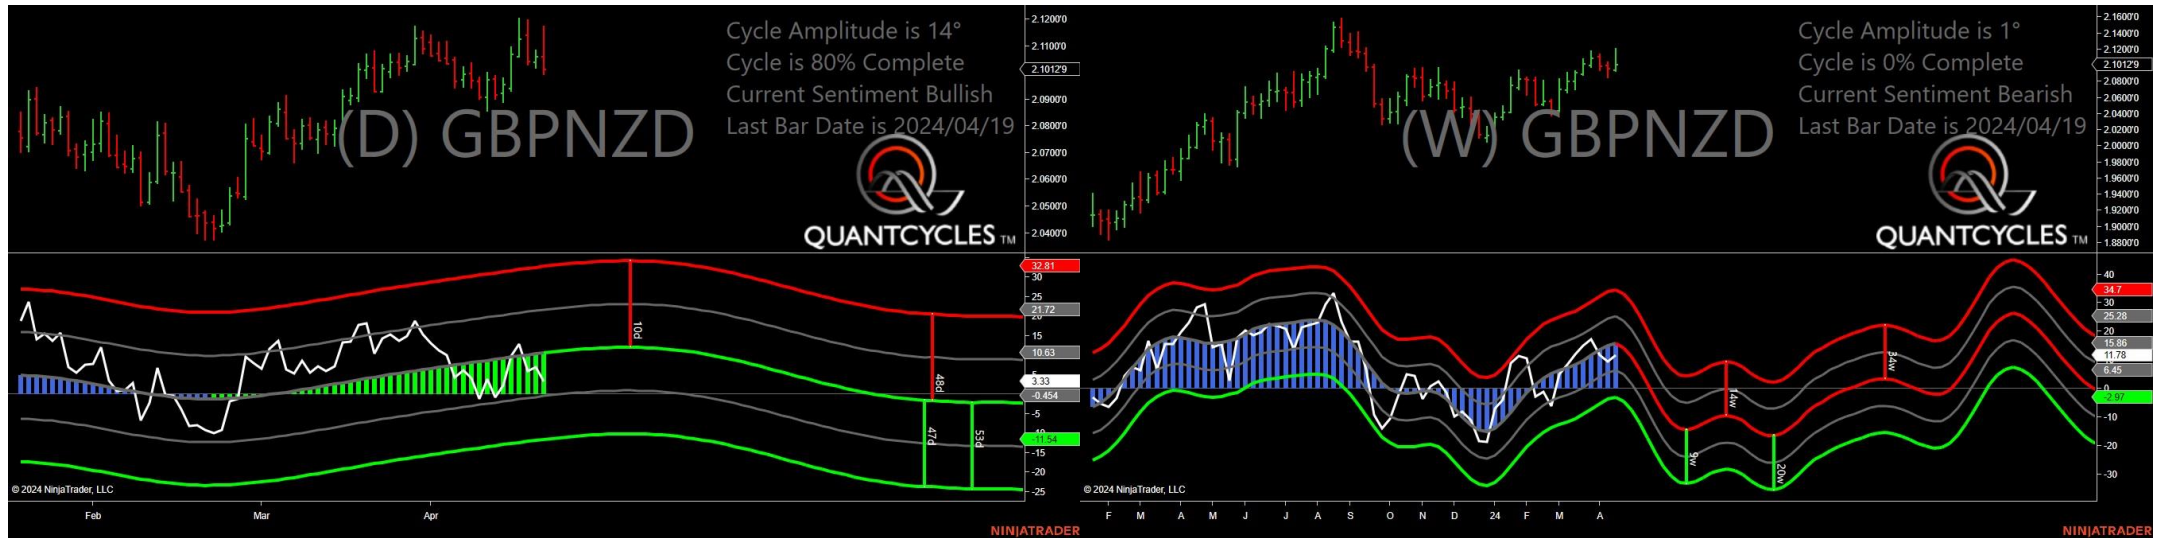 Cycle Amplitude is 14°
Cycle is 80% Complete
Current Sentiment Bullish
Last Bar Date is 2024/04/19
(D) GBPNZD
QUANTCYCLES TM
2.1200'0
2.1100'0
2.1012'9
2.0900'0
2.0800'0
2.0700'0
2.0600'0
2.0500'0
2.0400'0
32.81
30
25
21.72
15
10.63
3.33
-0.454
-5
-11.54
-15
-20
-25
10d
48d
47d
53d
© 2024 NinjaTrader, LLC
Feb
Mar
Apr
NINJATRADER
Cycle Amplitude is 1°
Cycle is 0% Complete
Current Sentiment Bearish
Last Bar Date is 2024/04/19
(W) GBPNZD
QUANTCYCLES TM
2.1600'0
2.1400'0
2.1200'0
2.1012'9
2.0800'0
2.0600'0
2.0400'0
2.0200'0
2.0000'0
1.9800'0
1.9600'0
1.9400'0
1.9200'0
1.9000'0
1.8800'0
40
34.7
30
25.28
20
15.86
11.78
6.45
0
-2.97
-10
-20
-30
9w
14w
20w
34w
© 2024 NinjaTrader, LLC
F M A M J J A S O N D 24 F M A
NINJATRADER